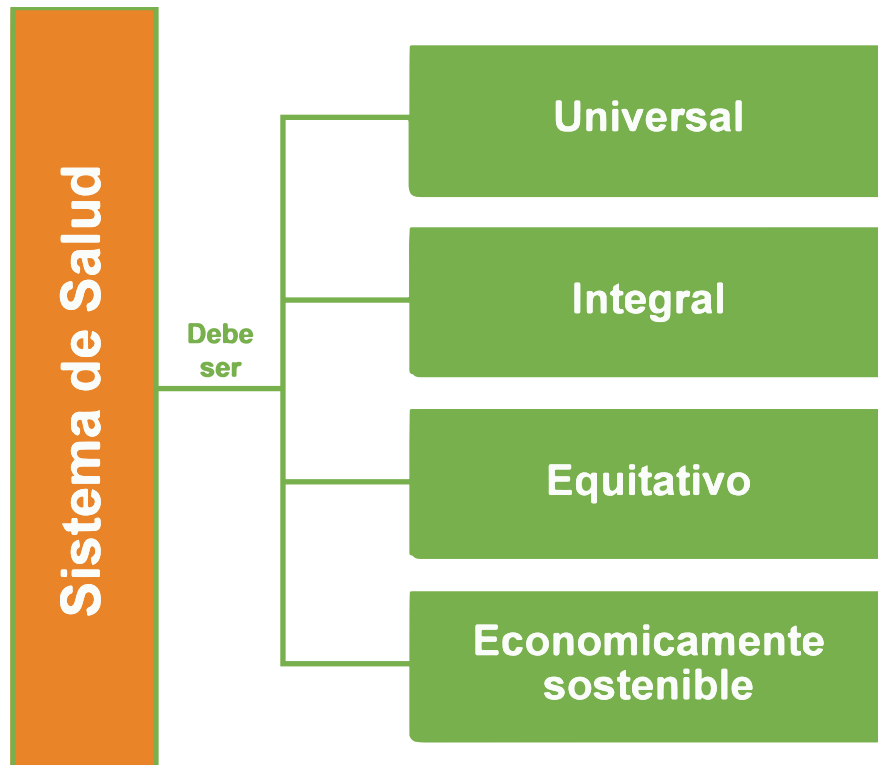 Sistema de Salud
Debe
ser
Universal
Integral
Equitativo
Economicamente
sostenible